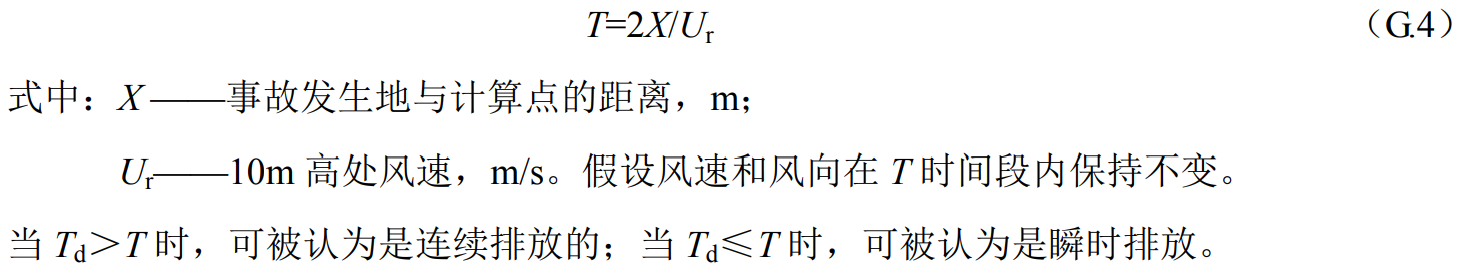 T=2X/Ur （G.4）
式中：X——事故发生地与计算点的距离，m；
Ur——10m 高处风速，m/s。假设风速和风向在 T 时间段内保持不变。
当 Td＞T 时，可被认为是连续排放的；当 Td≤T 时，可被认为是瞬时排放。